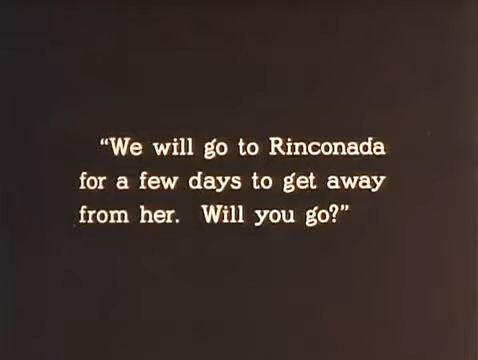 “We will go to Rinconada
for a few days to get away
from her.  Will you go?”